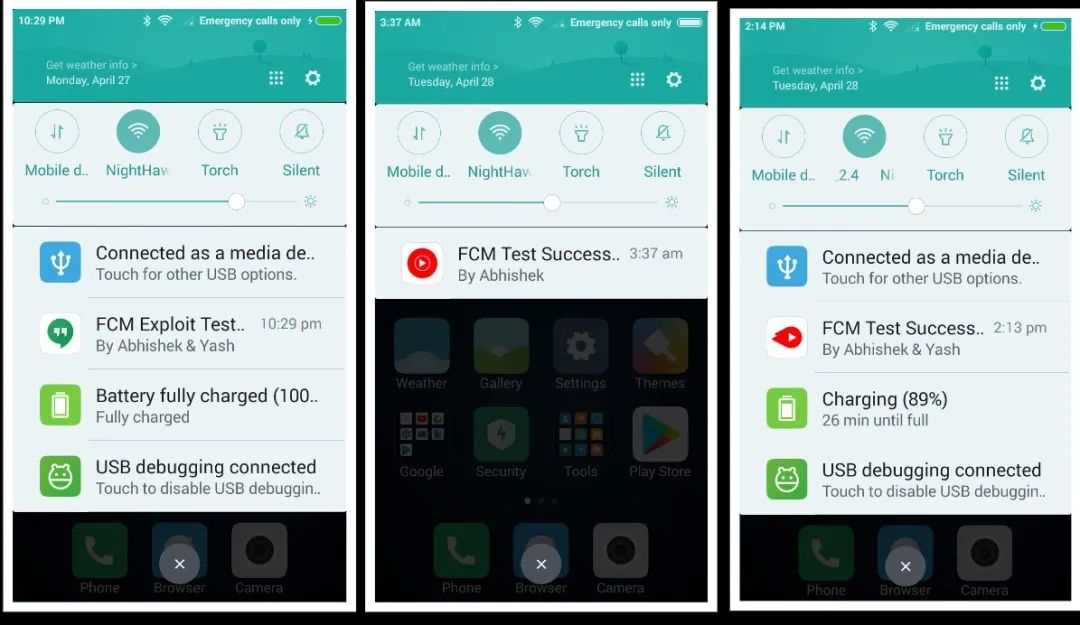 10:29 PM
Emergency calls only
Get weather info >
Monday, April 27
Mobile d..
NightHaw
Torch
Silent
Connected as a media de..
Touch for other USB options.
FCM Exploit Test..
10:29 pm
By Abhishek & Yash
Battery fully charged (100..
Fully charged
USB debugging connected
Touch to disable USB debuggin..
Phone
Browser
Camera
3:37 AM
Emergency calls only
Get weather info >
Tuesday, April 28
Mobile d..
NightHaw
Torch
Silent
FCM Test Success..
3:37 am
By Abhishek
Weather
Gallery
Settings
Themes
Google
Security
Tools
Play Store
Phone
Browser
Camera
2:14 PM
Emergency calls only
Get weather info >
Tuesday, April 28
Mobile d..
_2.4 Ni
Torch
Silent
Connected as a media de..
Touch for other USB options.
FCM Test Success..
2:13 pm
By Abhishek & Yash
Charging (89%)
26 min until full
USB debugging connected
Touch to disable USB debuggin..
Phone
Browser
Camera